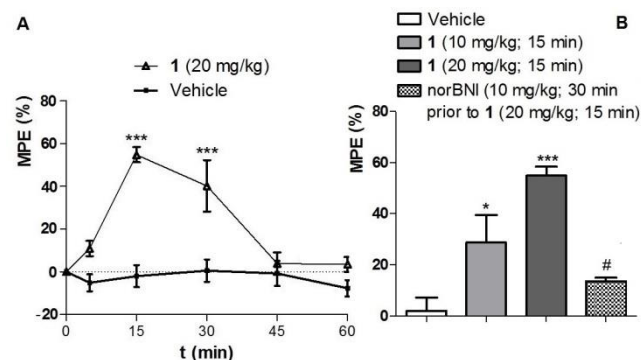 A
1 (20 mg/kg)
Vehicle
MPE (%)
80
60
40
20
0
-20
***
***
0
15
30
45
60
t (min)
B
Vehicle
1 (10 mg/kg; 15 min)
1 (20 mg/kg; 15 min)
norBNI (10 mg/kg; 30 min
prior to 1 (20 mg/kg; 15 min)
MPE (%)
80
60
40
20
0
*
***
#